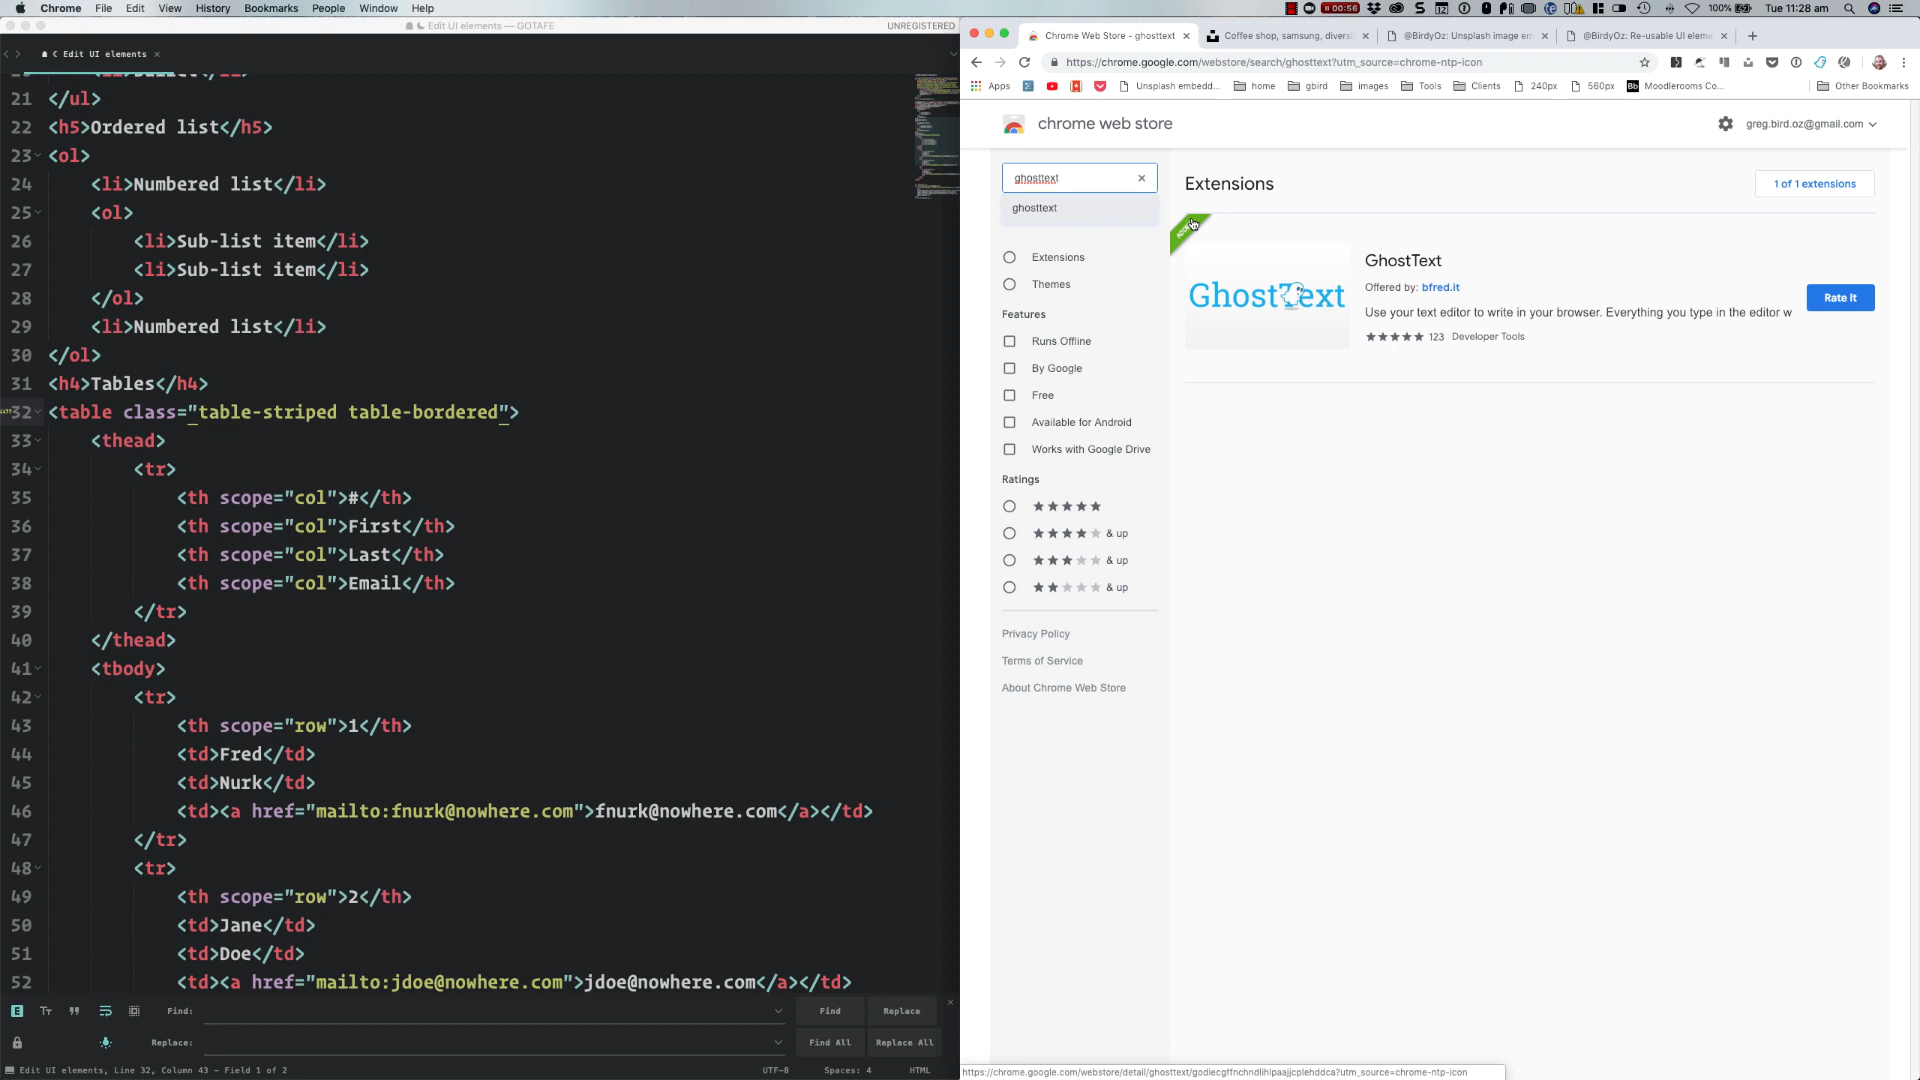 Chrome File Edit View History Bookmarks People Window Help
00:56 12 100% Tue 11:28 am
Edit UI elements — GOTAFE UNREGISTERED
Edit UI elements
21 </ul>
22 <h5>Ordered list</h5>
23 <ol>
24 <li>Numbered list</li>
25 <ol>
26 <li>Sub-list item</li>
27 <li>Sub-list item</li>
28 </ol>
29 <li>Numbered list</li>
30 </ol>
31 <h4>Tables</h4>
32 <table class="table-striped table-bordered">
33 <thead>
34 <tr>
35 <th scope="col">#</th>
36 <th scope="col">First</th>
37 <th scope="col">Last</th>
38 <th scope="col">Email</th>
39 </tr>
40 </thead>
41 <tbody>
42 <tr>
43 <th scope="row">1</th>
44 <td>Fred</td>
45 <td>Nurk</td>
46 <td><a href="mailto:fnurk@nowhere.com">fnurk@nowhere.com</a></td>
47 </tr>
48 <tr>
49 <th scope="row">2</th>
50 <td>Jane</td>
51 <td>Doe</td>
52 <td><a href="mailto:jdoe@nowhere.com">jdoe@nowhere.com</a></td>
Find: Find Replace
Replace: Find All Replace All
Edit UI elements, Line 32, Column 43 – Field 1 of 2 UTF-8 Spaces: 4 HTML
Chrome Web Store - ghosttext Coffee shop, samsung, diversi @BirdyOz: Unsplash image em @BirdyOz: Re-usable UI eleme
https://chrome.google.com/webstore/search/ghosttext?utm_source=chrome-ntp-icon
Apps Unsplash embedd... home gbird images Tools Clients 240px 560px Bb Moodlerooms Co... Other Bookmarks
chrome web store greg.bird.oz@gmail.com
ghosttext
ghosttext
Extensions
Themes
Features
Runs Offline
By Google
Free
Available for Android
Works with Google Drive
Ratings
& up
& up
& up
Privacy Policy
Terms of Service
About Chrome Web Store
Extensions 1 of 1 extensions
GhostText
GhostText
Offered by: bfred.it
Use your text editor to write in your browser. Everything you type in the editor w
Rate It
123 Developer Tools
https://chrome.google.com/webstore/detail/ghosttext/godiecgffnchndlihlpaajjcplehddca?utm_source=chrome-ntp-icon